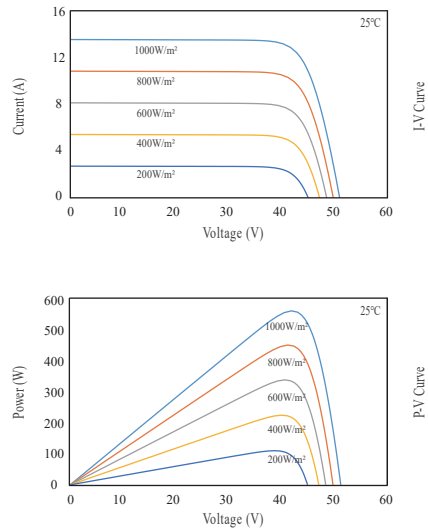 16
12
8
4
0
Current (A)
25℃
1000W/m²
800W/m²
600W/m²
400W/m²
200W/m²
0 10 20 30 40 50 60
Voltage (V)
I-V Curve
600
500
400
300
200
100
0
Power (W)
25℃
1000W/m²
800W/m²
600W/m²
400W/m²
200W/m²
0 10 20 30 40 50 60
Voltage (V)
P-V Curve